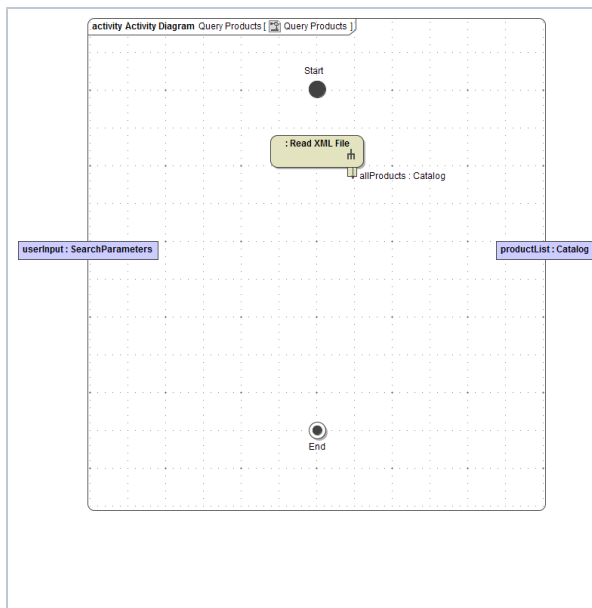 activity Activity Diagram Query Products [ Query Products ]
Start
: Read XML File
allProducts : Catalog
userInput : SearchParameters
productList : Catalog
End